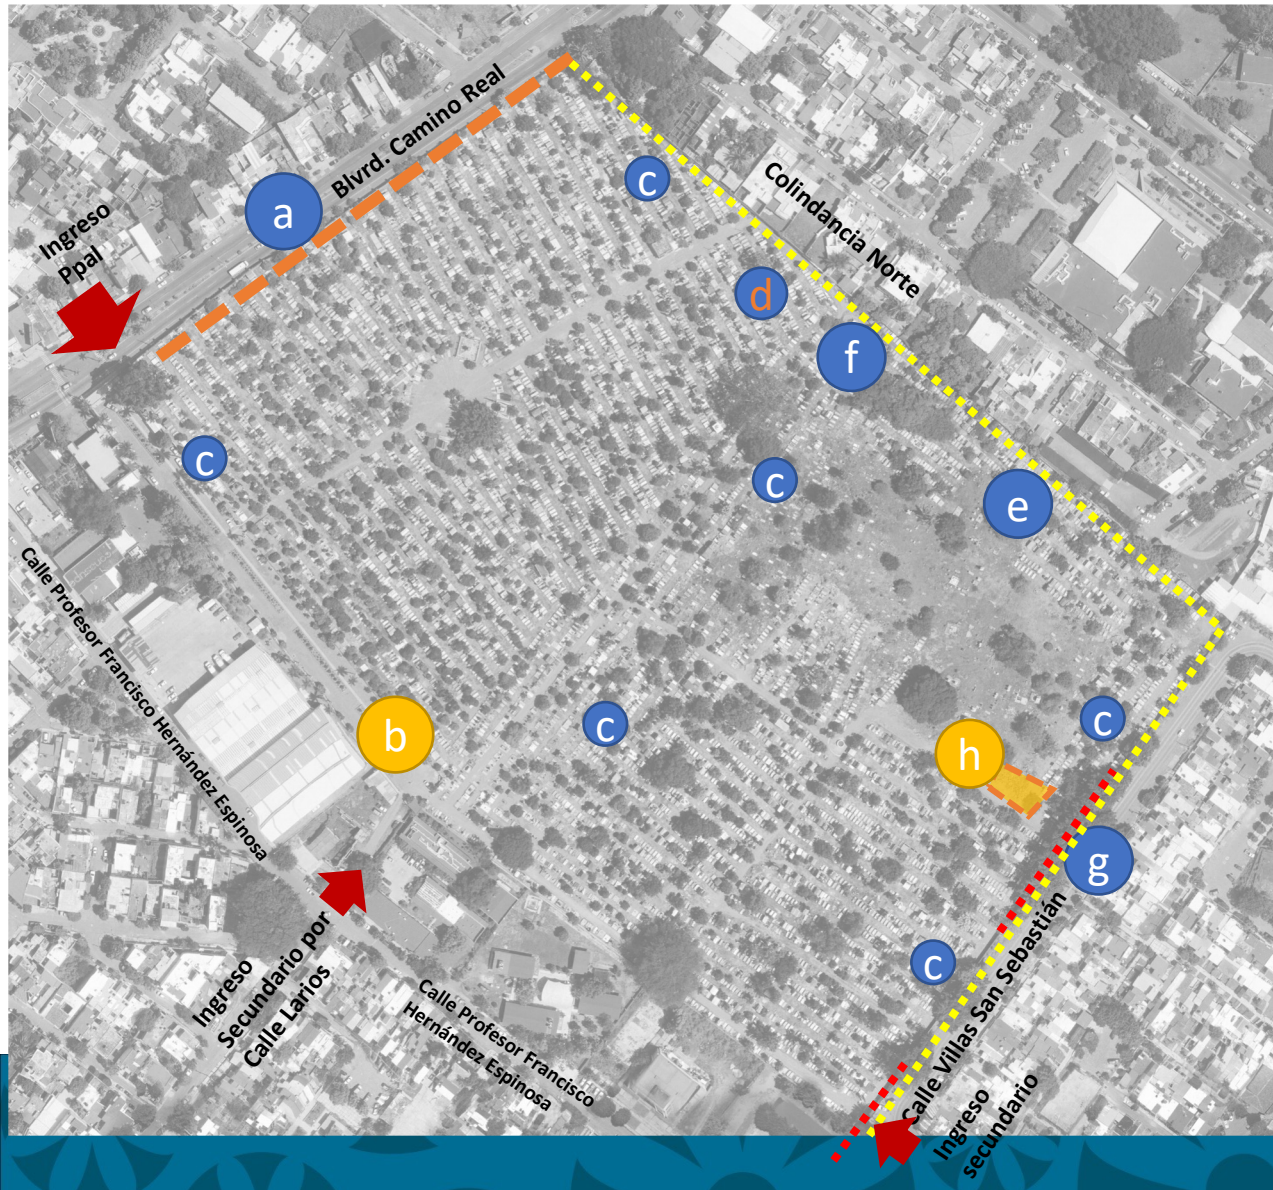 Blvrd. Camino Real
a
Ingreso
Ppal
c
Colindancia Norte
d
f
c
c
e
Calle Profesor Francisco Hernández Espinosa
b
c
c
h
g
c
Ingreso
Secundario por
Calle Larios
Calle Profesor Francisco
Hernández Espinosa
Calle Villas San Sebastián
Ingreso
secundario